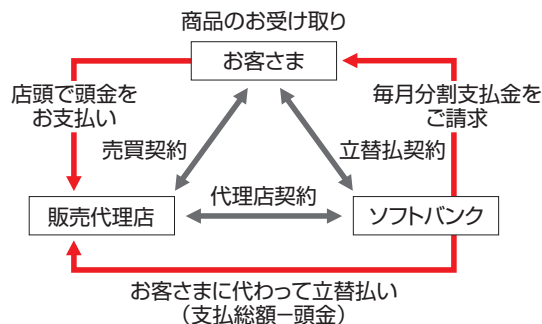 商品のお受け取り
お客さま
店頭で頭金を
お支払い
毎月分割支払金を
ご請求
売買契約
立替払契約
代理店契約
販売代理店
ソフトバンク
お客さまに代わって立替払い
（支払総額ー頭金）